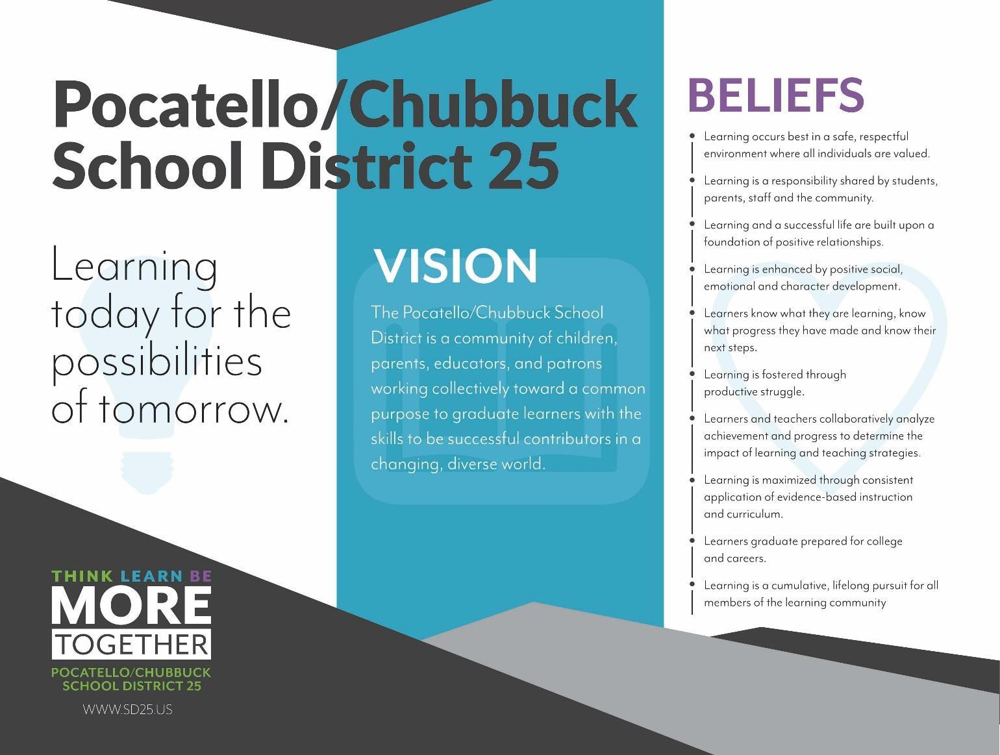 Pocatello/Chubbuck
School District 25
Learning
today for the
possibilities
of tomorrow.
VISION
The Pocatello/Chubbuck School
District is a community of children,
parents, educators, and patrons
working collectively toward a common
purpose to graduate learners with the
skills to be successful contributors in a
changing, diverse world.
BELIEFS
Learning occurs best in a safe, respectful
environment where all individuals are valued.
Learning is a responsibility shared by students,
parents, staff and the community.
Learning and a successful life are built upon a
foundation of positive relationships.
Learning is enhanced by positive social,
emotional and character development.
Learners know what they are learning, know
what progress they have made and know their
next steps.
Learning is fostered through
productive struggle.
Learners and teachers collaboratively analyze
achievement and progress to determine the
impact of learning and teaching strategies.
Learning is maximized through consistent
application of evidence-based instruction
and curriculum.
Learners graduate prepared for college
and careers.
Learning is a cumulative, lifelong pursuit for all
members of the learning community
THINK LEARN BE
MORE
TOGETHER
POCATELLO/CHUBBUCK
SCHOOL DISTRICT 25
WWW.SD25.US